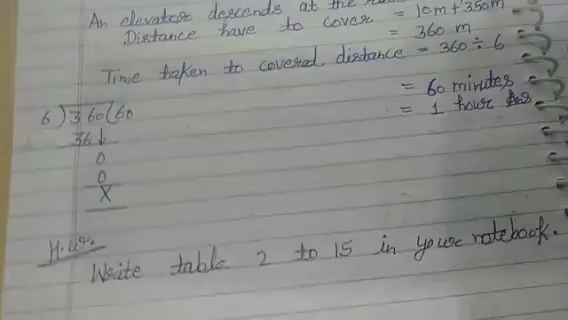 An elevator descends at the
Distance have to cover = 10m + 350m
= 360 m
Time taken to covered distance = 360 ÷ 6
= 60 minutes
= 1 hour Ans
6 ) 360 ( 60
36 ↓
0
0
X
H.W.
Write table 2 to 15 in your notebook.